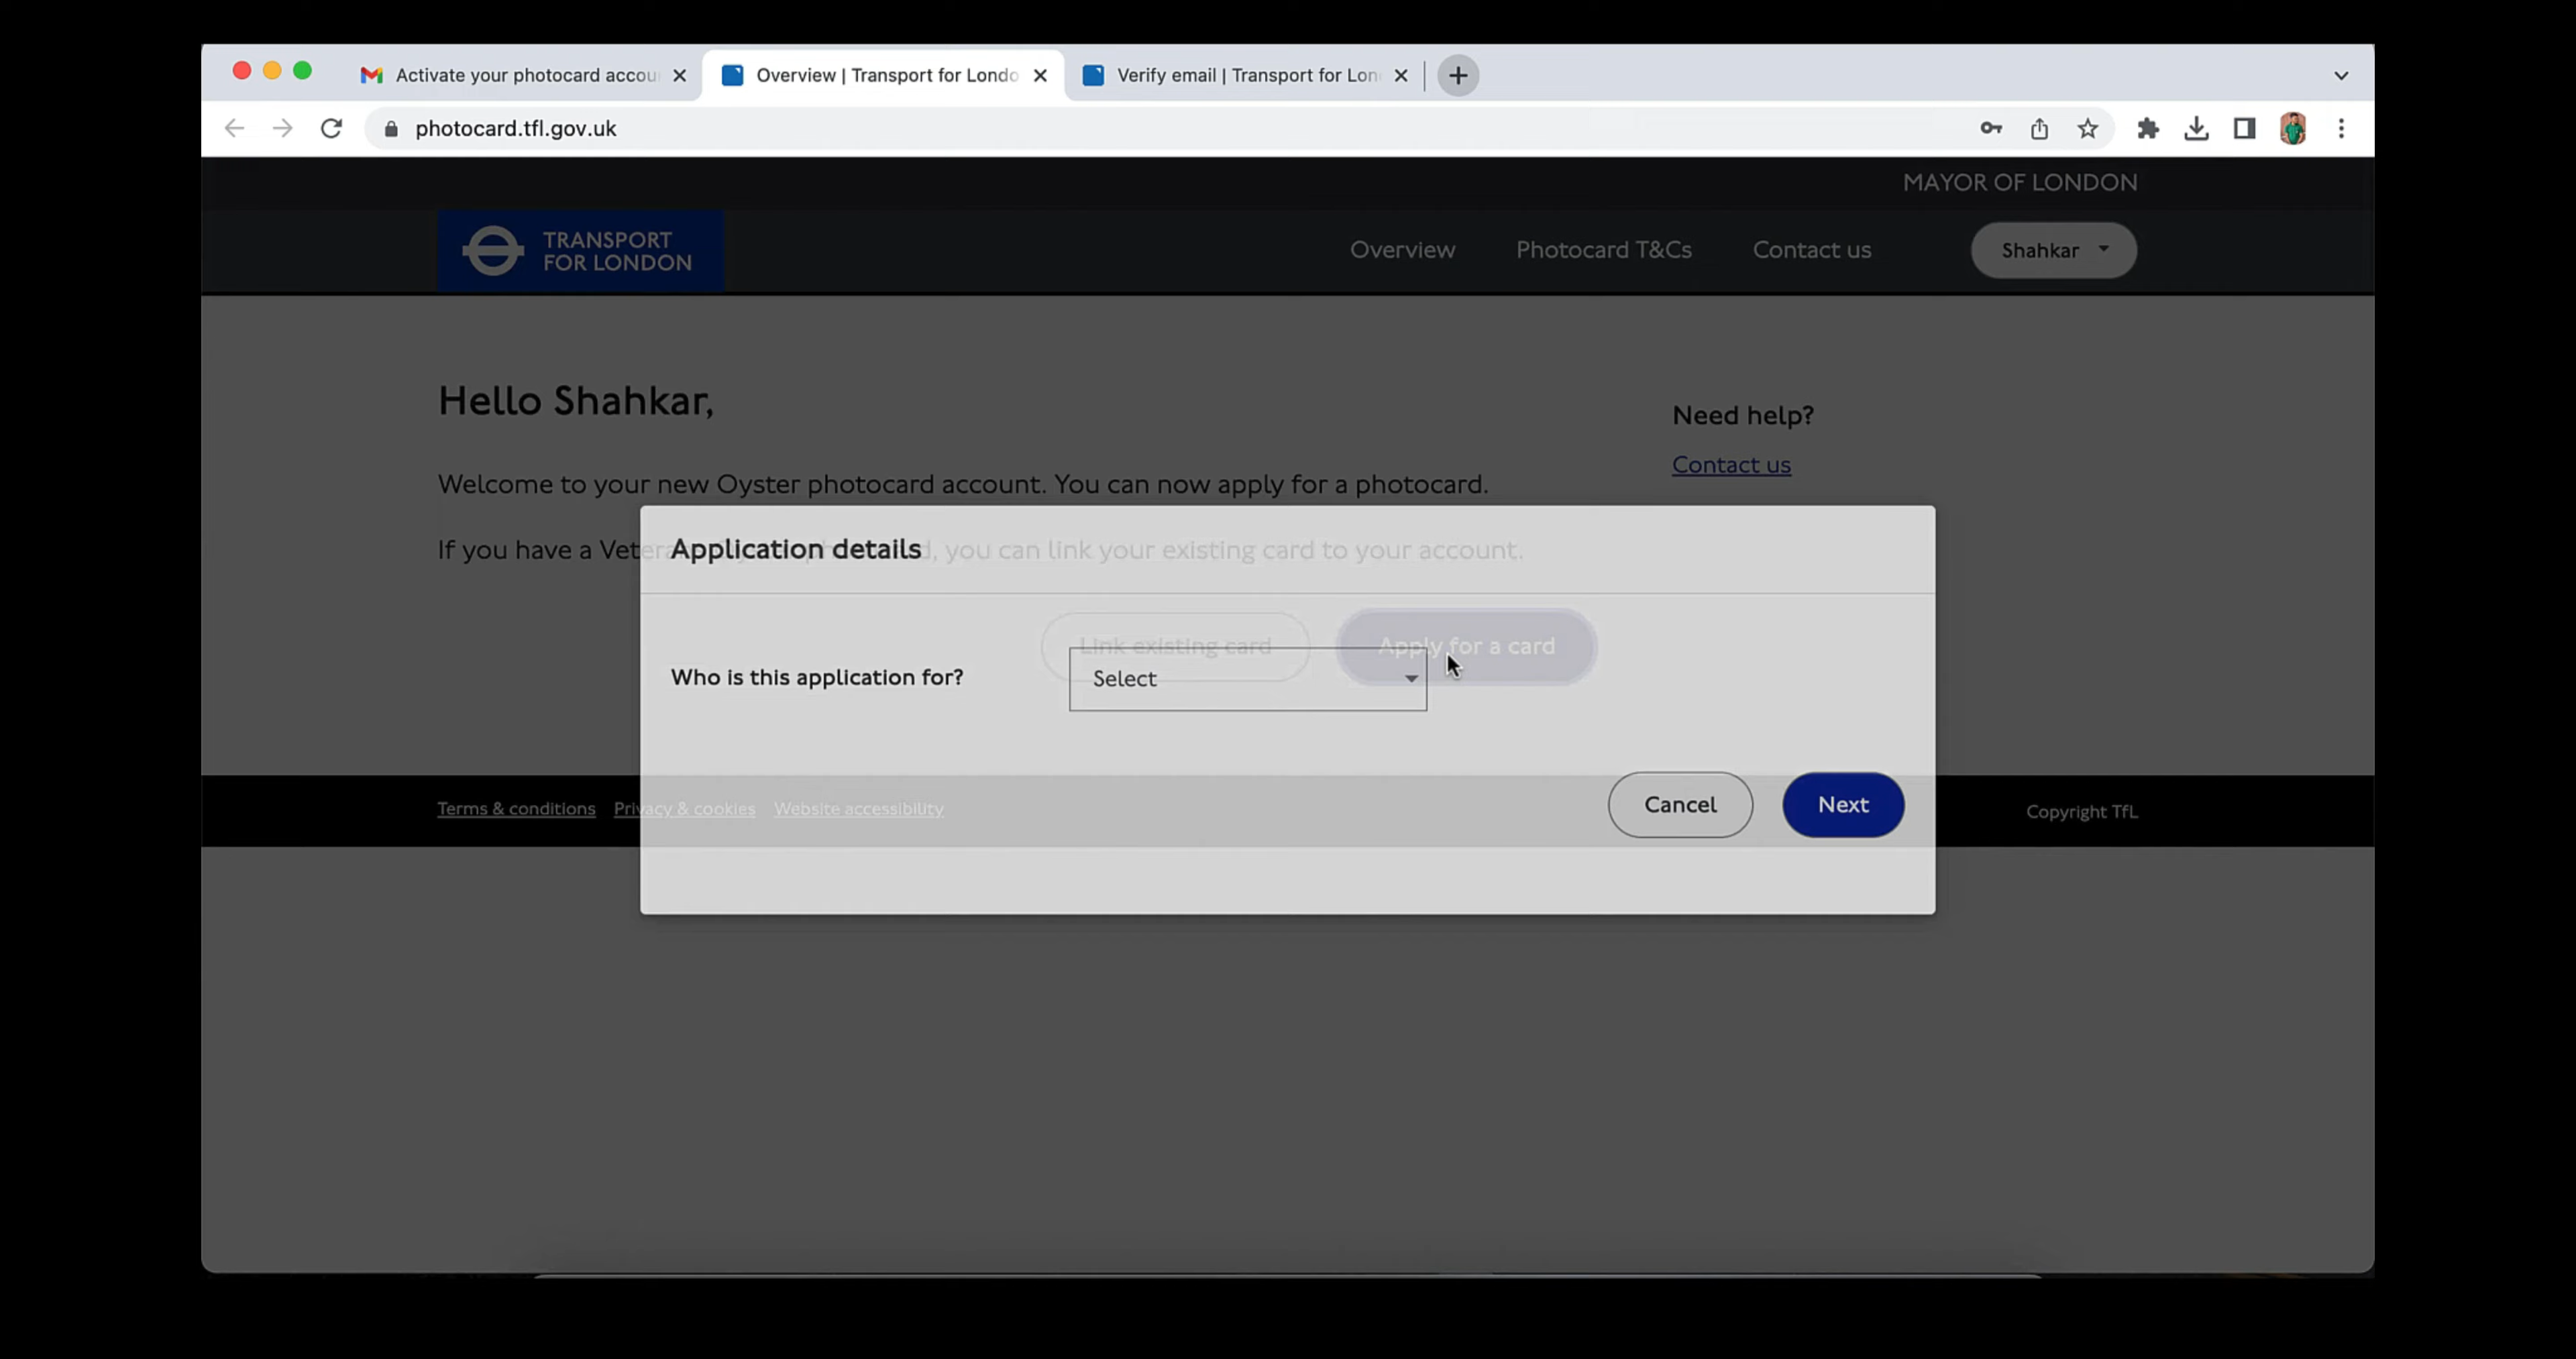 Activate your photocard accou
Overview | Transport for Londo
Verify email | Transport for Lon
photocard.tfl.gov.uk
MAYOR OF LONDON
TRANSPORT
FOR LONDON
Overview
Photocard T&Cs
Contact us
Shahkar
Hello Shahkar,
Need help?
Contact us
Welcome to your new Oyster photocard account. You can now apply for a photocard.
If you have a Vetera
d, you can link your existing card to your account.
Application details
Link existing card
Apply for a card
Who is this application for?
Select
Cancel
Next
Terms & conditions
Privacy & cookies
Website accessibility
Copyright TfL